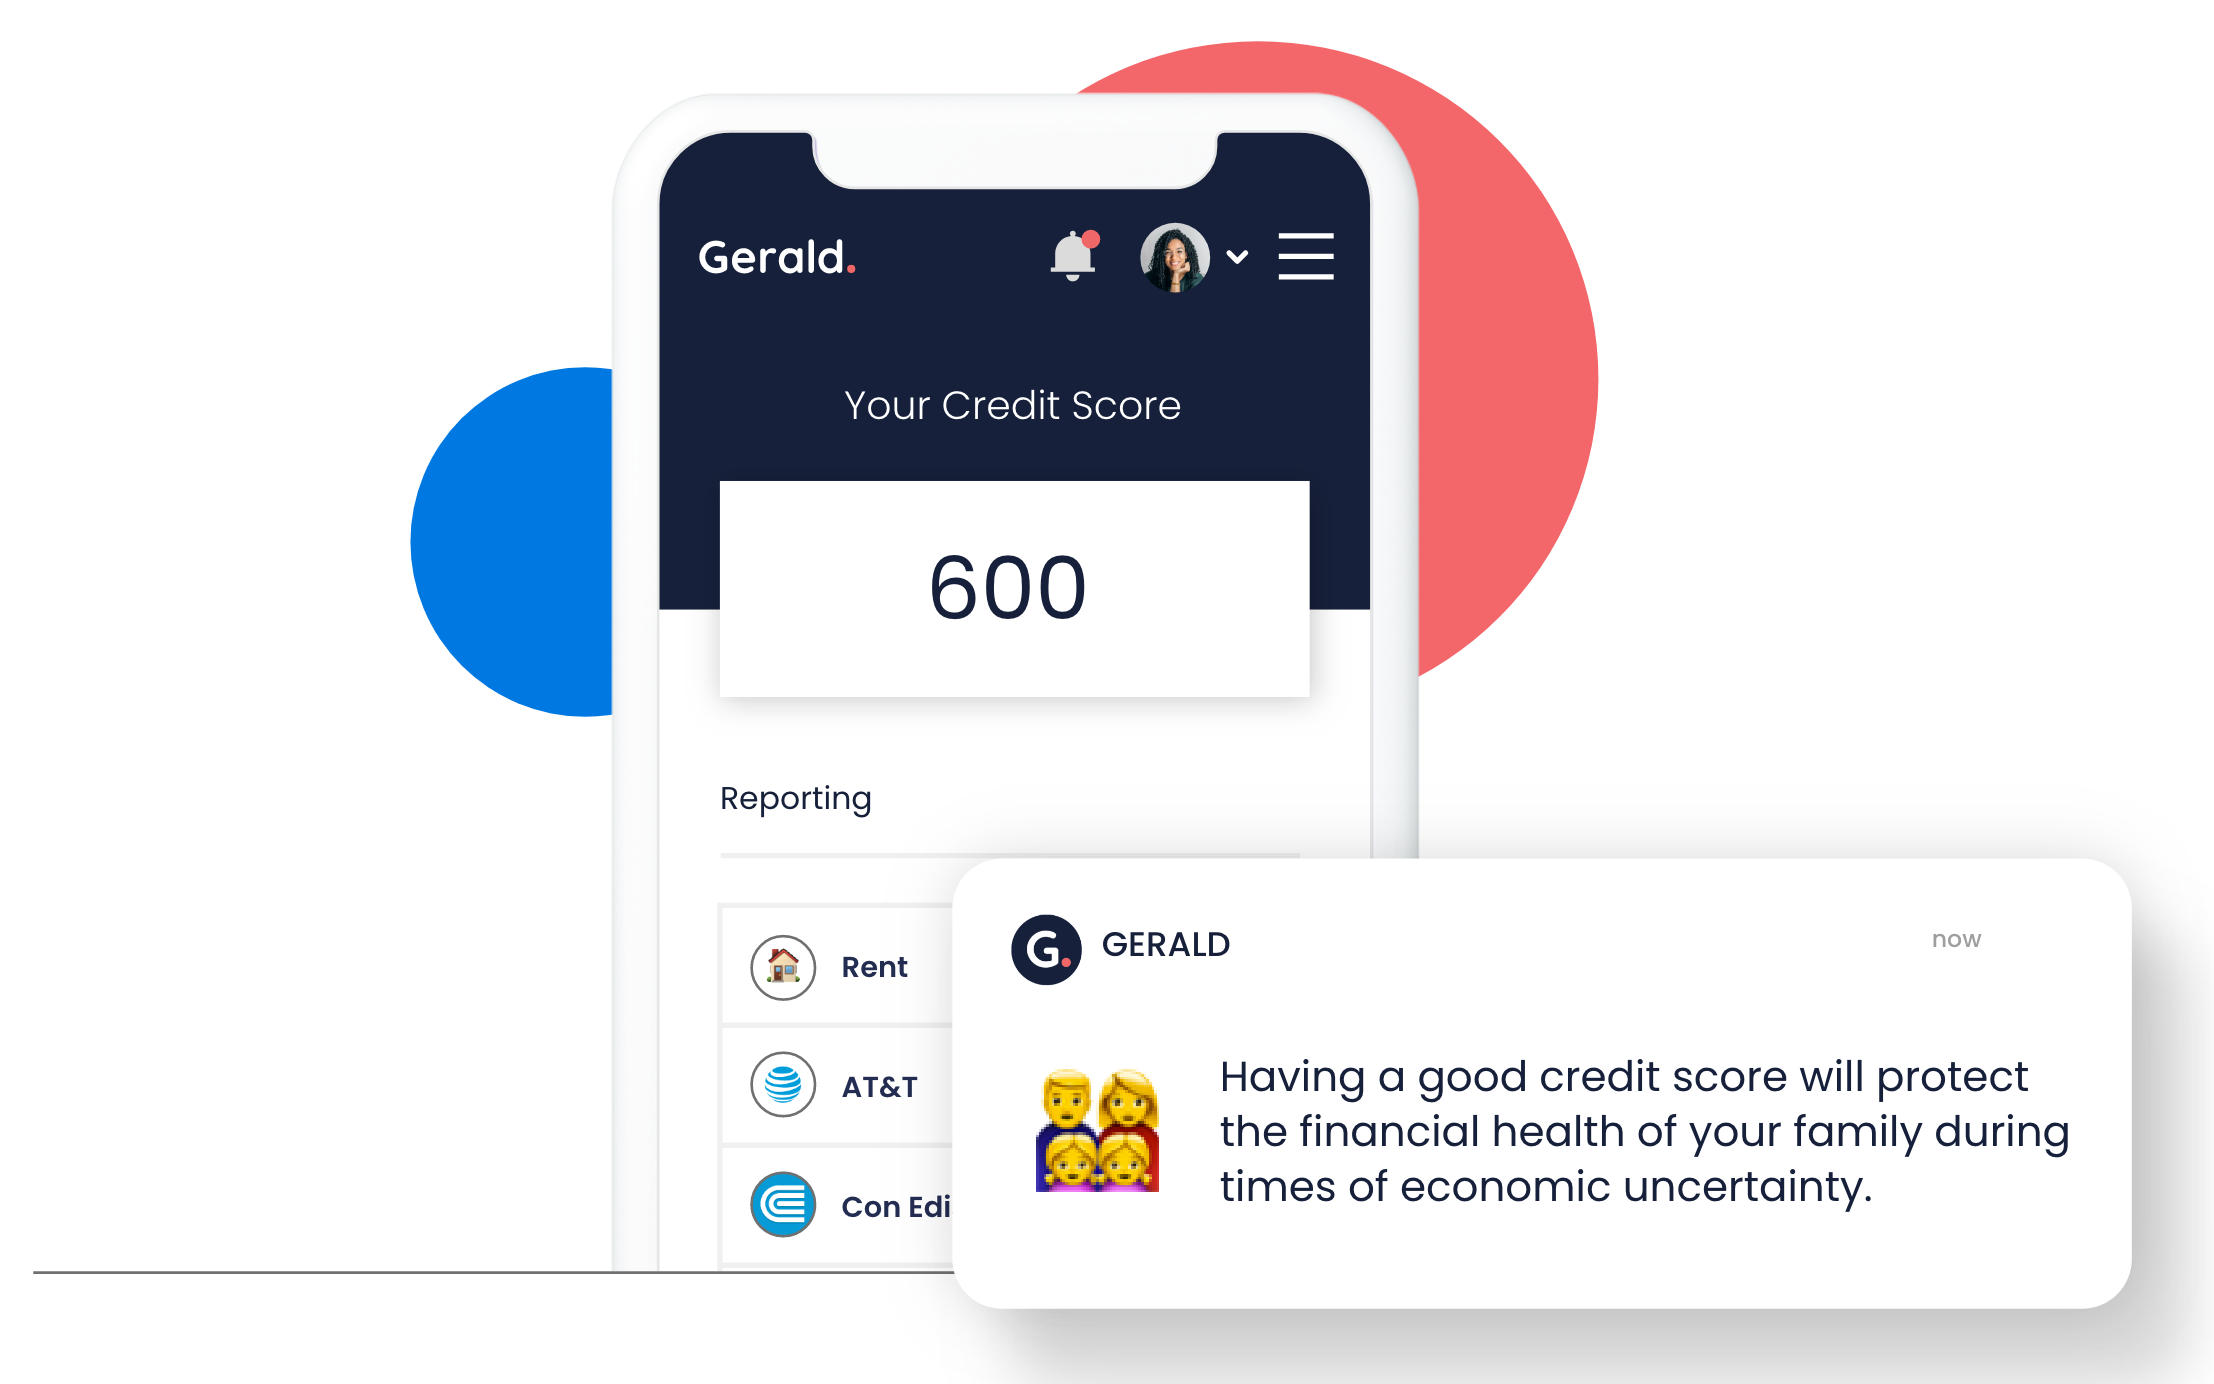 Gerald.
Your Credit Score
600
Reporting
Rent
AT&T
Con Edi
G.
GERALD
now
Having a good credit score will protect
the financial health of your family during
times of economic uncertainty.